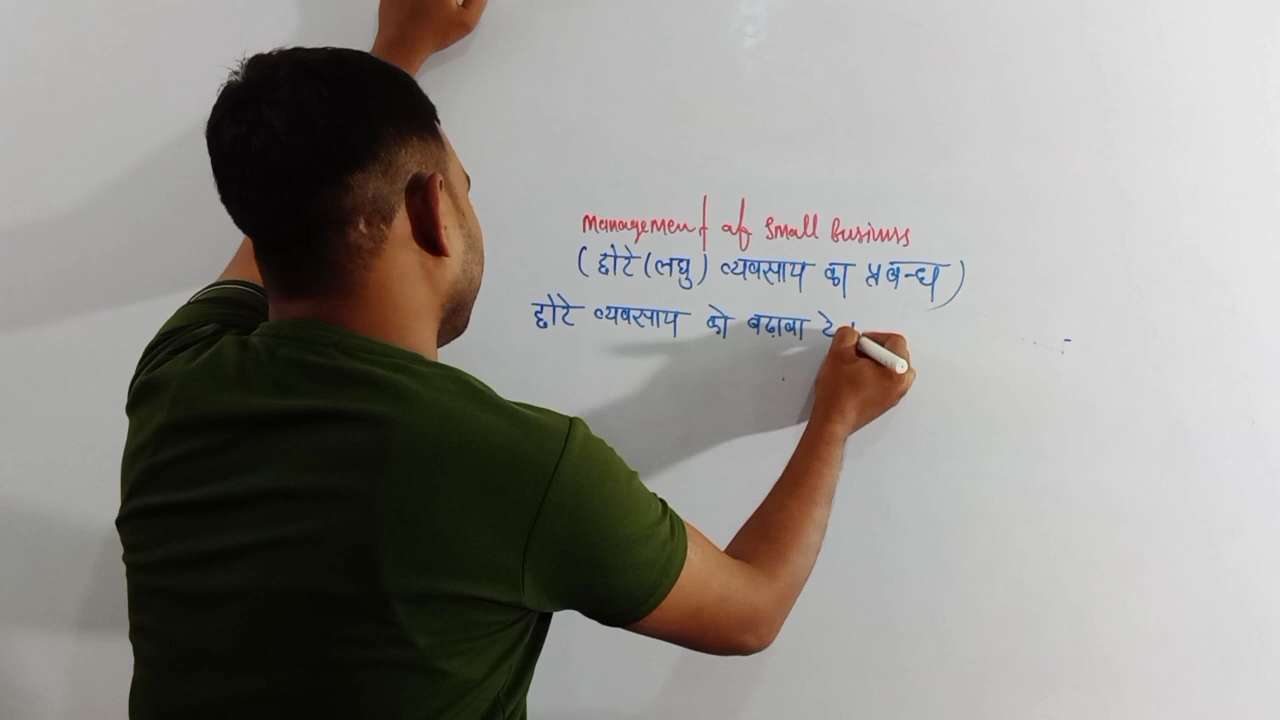 Management of Small Business
(छोटे (लघु) व्यवसाय का प्रबन्ध)
छोटे व्यवसाय को बढ़ावा दे